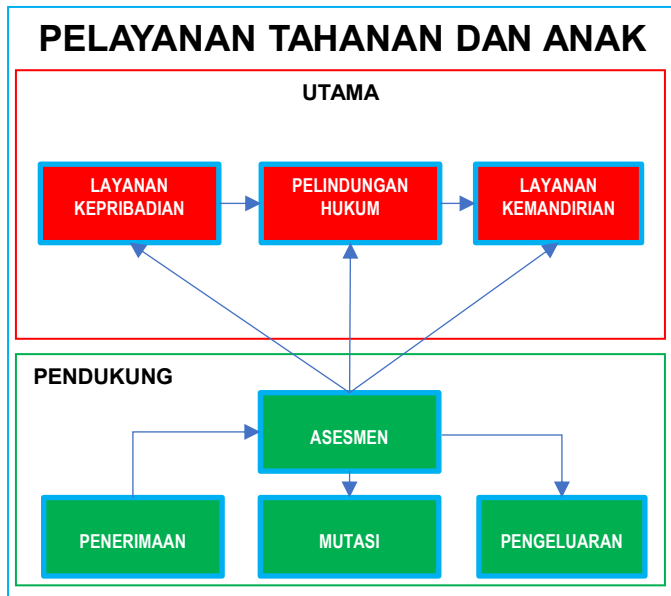 PELAYANAN TAHANAN DAN ANAK
UTAMA
LAYANAN
KEPRIBADIAN
PELINDUNGAN
HUKUM
LAYANAN
KEMANDIRIAN
PENDUKUNG
ASESMEN
PENERIMAAN
MUTASI
PENGELUARAN